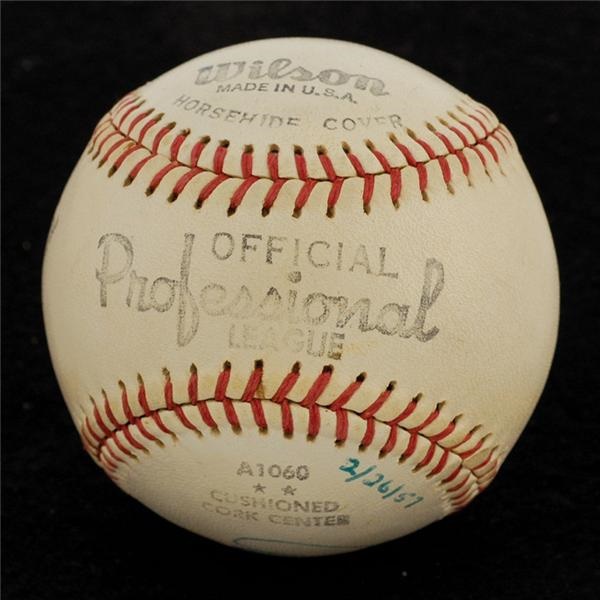 Wilson
MADE IN U.S.A.
HORSEHIDE COVER
OFFICIAL
Professional
LEAGUE
A1060
2/26/57
CUSHIONED
CORK CENTER